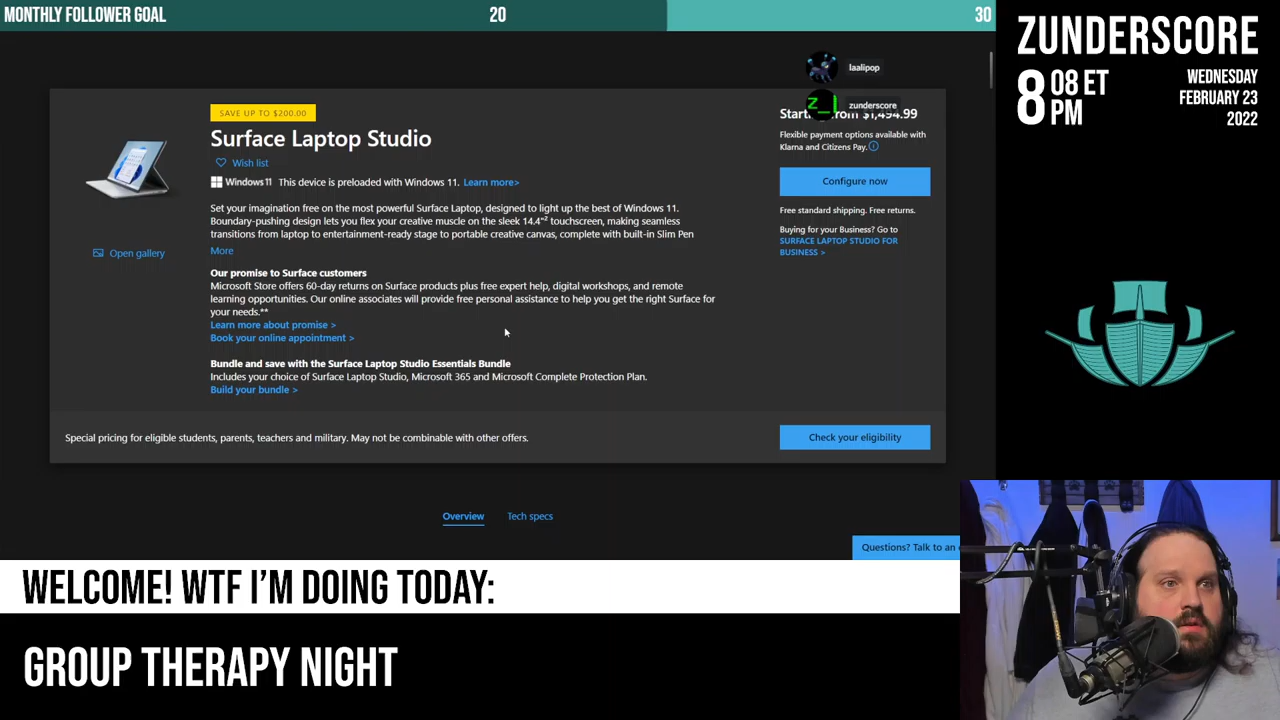 MONTHLY FOLLOWER GOAL
20
30
ZUNDERSCORE
8 08 ET PM
WEDNESDAY
FEBRUARY 23
2022
laalipop
zunderscore
SAVE UP TO $200.00
Surface Laptop Studio
Wish list
Windows 11 This device is preloaded with Windows 11. Learn more>
Set your imagination free on the most powerful Surface Laptop, designed to light up the best of Windows 11.
Boundary-pushing design lets you flex your creative muscle on the sleek 14.4"² touchscreen, making seamless
transitions from laptop to entertainment-ready stage to portable creative canvas, complete with built-in Slim Pen
More
Open gallery
Our promise to Surface customers
Microsoft Store offers 60-day returns on Surface products plus free expert help, digital workshops, and remote
learning opportunities. Our online associates will provide free personal assistance to help you get the right Surface for
your needs.**
Learn more about promise >
Book your online appointment >
Bundle and save with the Surface Laptop Studio Essentials Bundle
Includes your choice of Surface Laptop Studio, Microsoft 365 and Microsoft Complete Protection Plan.
Build your bundle >
from $1,494.99
Flexible payment options available with
Klarna and Citizens Pay.
Configure now
Free standard shipping. Free returns.
Buying for your Business? Go to
SURFACE LAPTOP STUDIO FOR
BUSINESS >
Special pricing for eligible students, parents, teachers and military. May not be combinable with other offers.
Check your eligibility
Overview
Tech specs
Questions? Talk to an
WELCOME! WTF I'M DOING TODAY:
GROUP THERAPY NIGHT